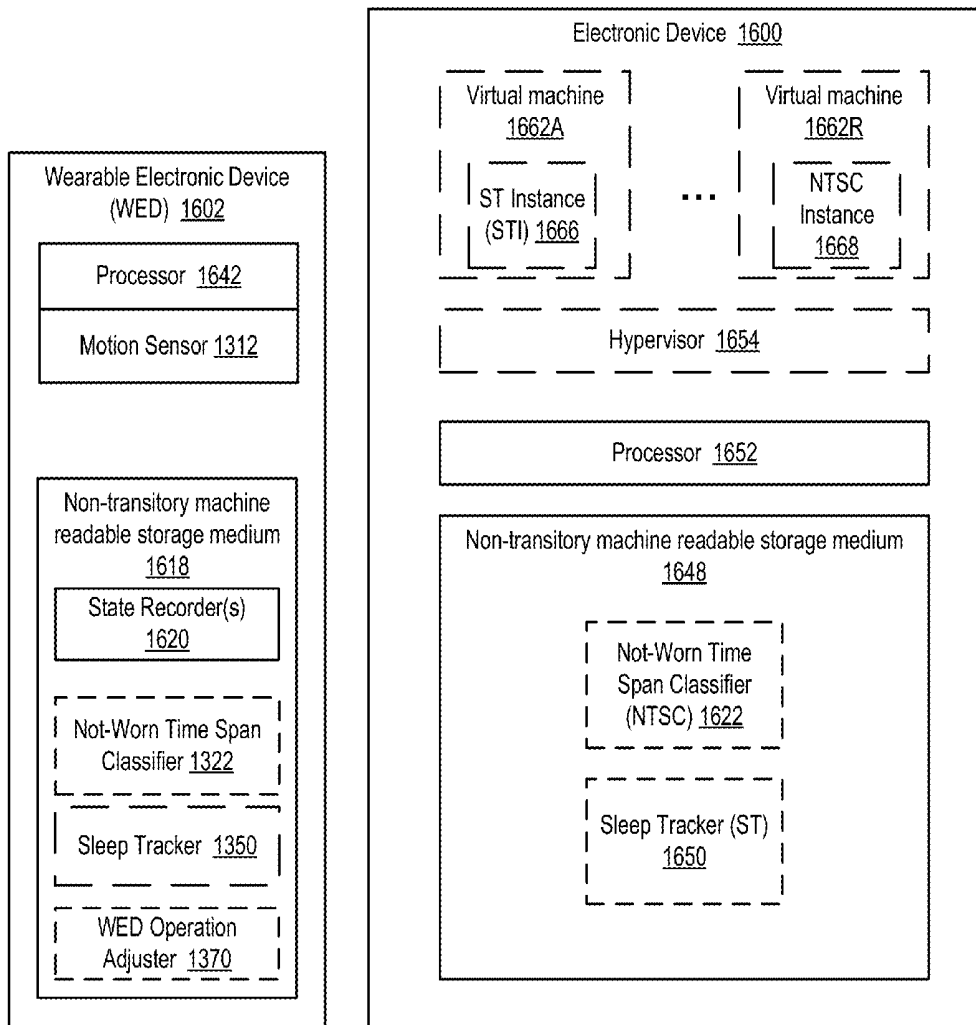 Wearable Electronic Device
(WED) 1602
Processor 1642
Motion Sensor 1312
Non-transitory machine
readable storage medium
1618
State Recorder(s)
1620
Not-Worn Time Span
Classifier 1322
Sleep Tracker 1350
WED Operation
Adjuster 1370
Electronic Device 1600
Virtual machine
1662A
ST Instance
(STI) 1666
...
Virtual machine
1662R
NTSC
Instance
1668
Hypervisor 1654
Processor 1652
Non-transitory machine readable storage medium
1648
Not-Worn Time
Span Classifier
(NTSC) 1622
Sleep Tracker (ST)
1650